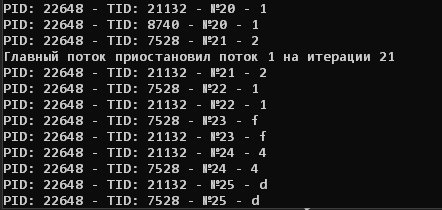 PID: 22648 - TID: 21132 - №20 - 1
PID: 22648 - TID: 8740 - №20 - 1
PID: 22648 - TID: 7528 - №21 - 2
Главный поток приостановил поток 1 на итерации 21
PID: 22648 - TID: 21132 - №21 - 2
PID: 22648 - TID: 7528 - №22 - 1
PID: 22648 - TID: 21132 - №22 - 1
PID: 22648 - TID: 7528 - №23 - f
PID: 22648 - TID: 21132 - №23 - f
PID: 22648 - TID: 21132 - №24 - 4
PID: 22648 - TID: 7528 - №24 - 4
PID: 22648 - TID: 21132 - №25 - d
PID: 22648 - TID: 7528 - №25 - d